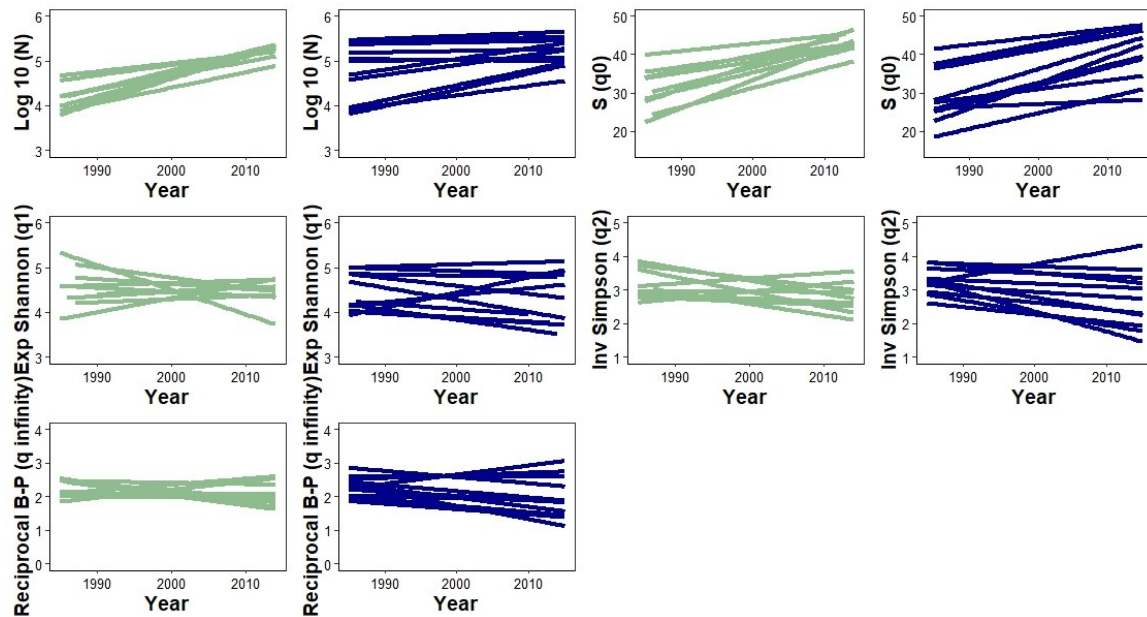 Log 10 (N)
6
5
4
3
1990 2000 2010
Year
Log 10 (N)
6
5
4
3
1990 2000 2010
Year
S (q0)
50
40
30
20
1990 2000 2010
Year
S (q0)
50
40
30
20
1990 2000 2010
Year
Exp Shannon (q1)
6
5
4
3
1990 2000 2010
Year
Exp Shannon (q1)
6
5
4
3
1990 2000 2010
Year
Inv Simpson (q2)
5
4
3
2
1
1990 2000 2010
Year
Inv Simpson (q2)
5
4
3
2
1
1990 2000 2010
Year
Reciprocal B-P (q infinity)
4
3
2
1
0
1990 2000 2010
Year
Reciprocal B-P (q infinity)
4
3
2
1
0
1990 2000 2010
Year